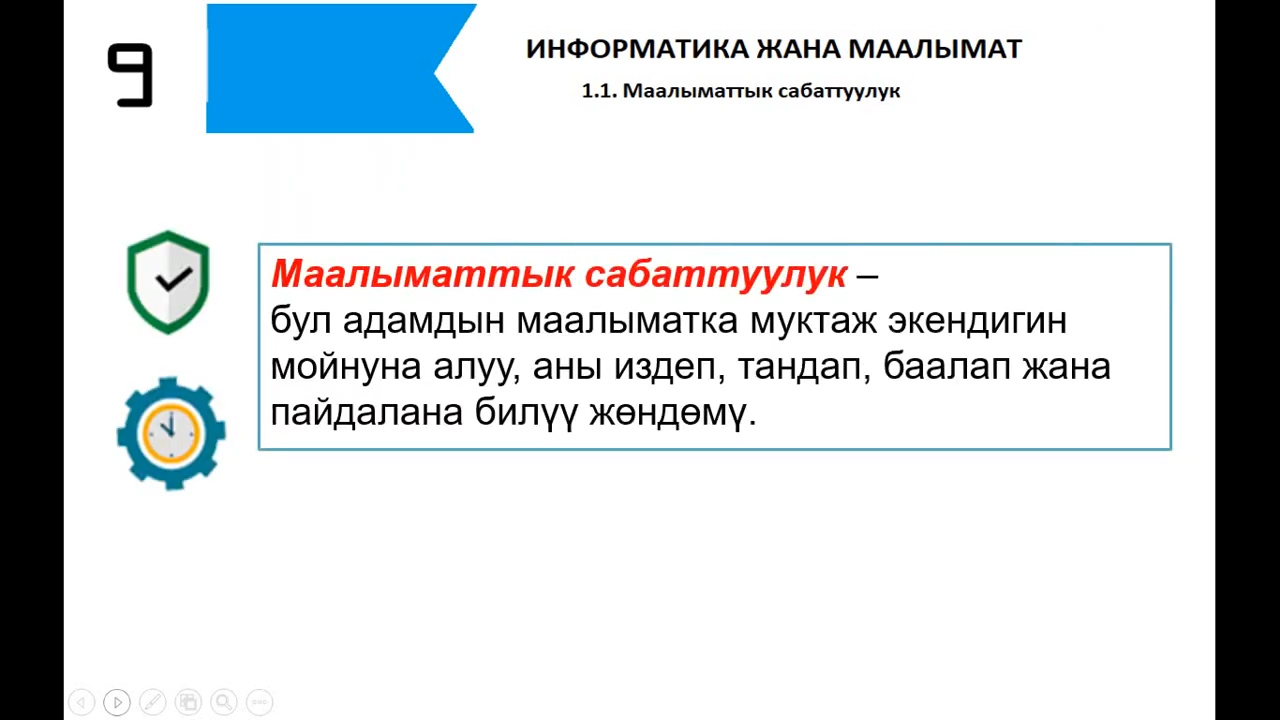 9
ИНФОРМАТИКА ЖАНА МААЛЫМАТ
1.1. Маалыматтык сабаттуулук
Маалыматтык сабаттуулук –
бул адамдын маалыматка муктаж экендигин
мойнуна алуу, аны издеп, тандап, баалап жана
пайдалана билүү жөндөмү.